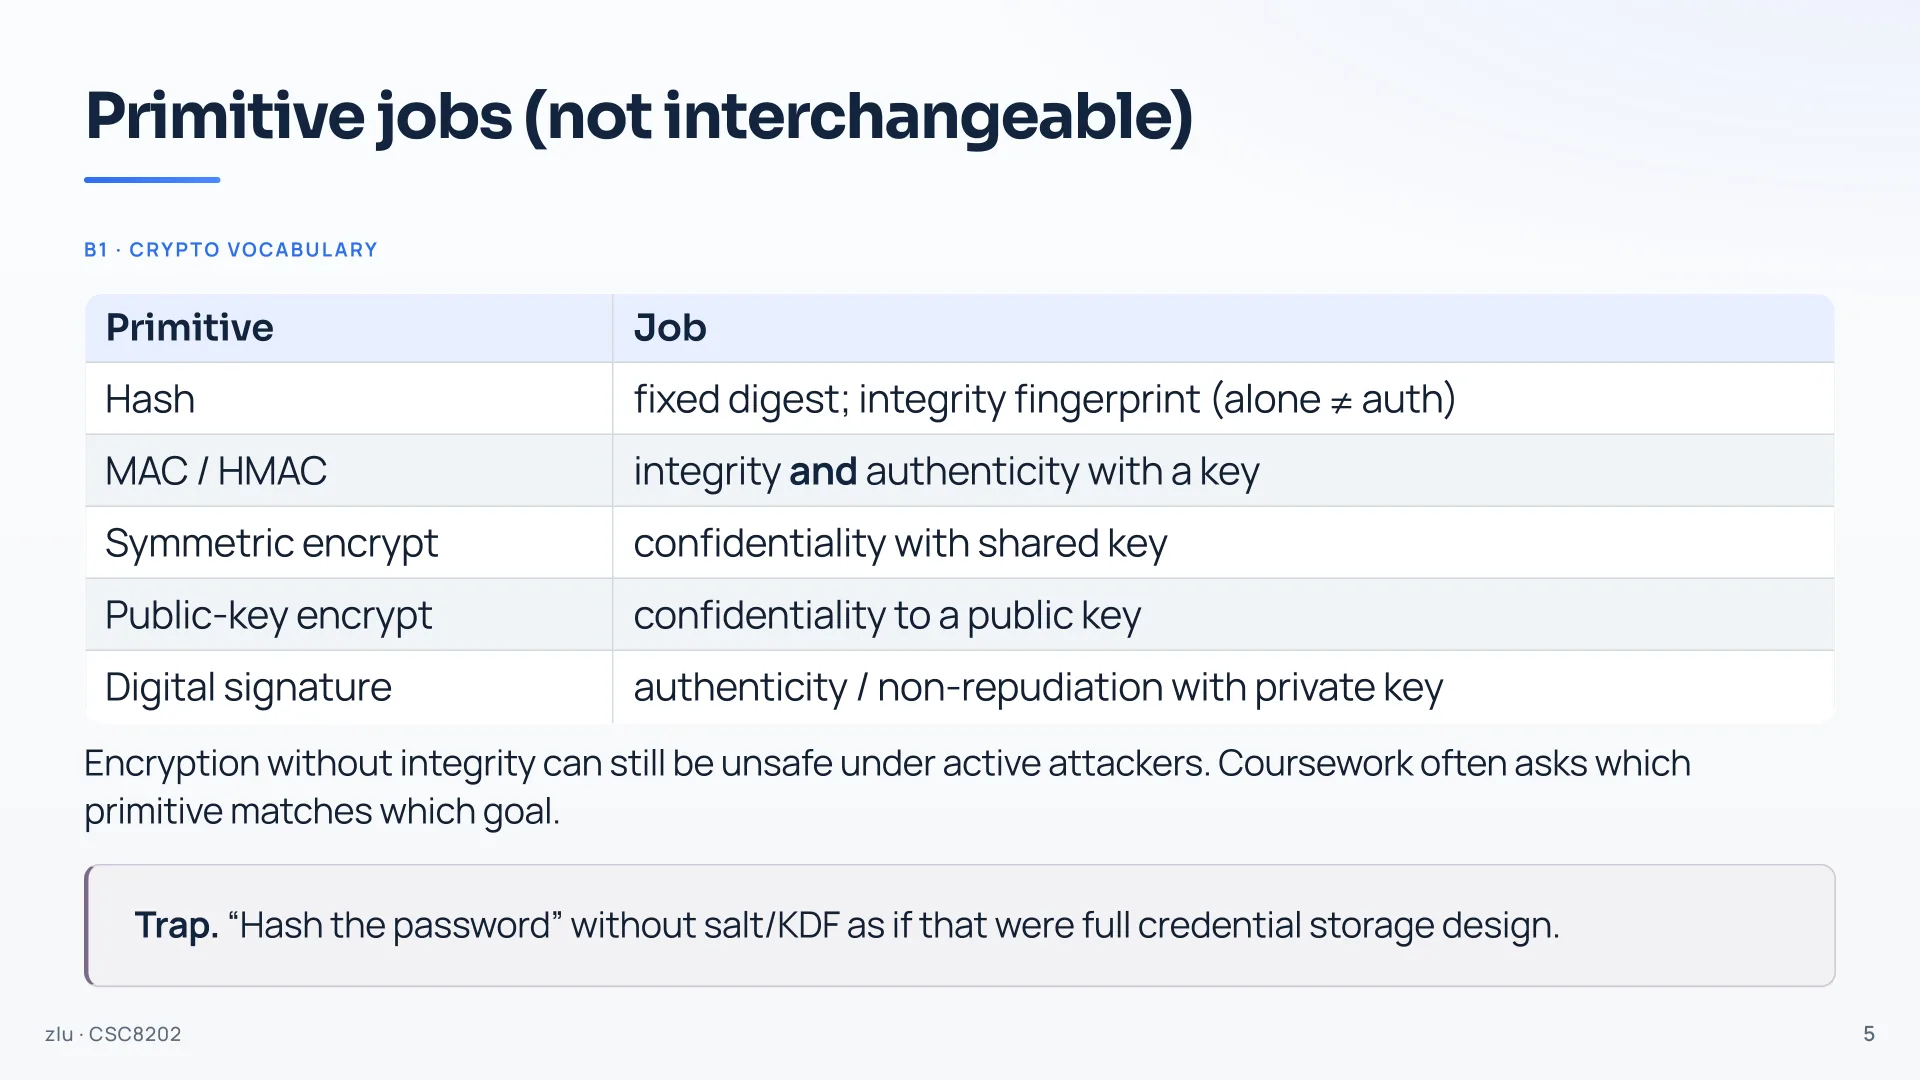 Primitive jobs (not interchangeable)
B1 · CRYPTO VOCABULARY
Primitive Job
Hash fixed digest; integrity fingerprint (alone ≠ auth)
MAC / HMAC integrity and authenticity with a key
Symmetric encrypt confidentiality with shared key
Public-key encrypt confidentiality to a public key
Digital signature authenticity / non-repudiation with private key
Encryption without integrity can still be unsafe under active attackers. Coursework often asks which
primitive matches which goal.
Trap. “Hash the password” without salt/KDF as if that were full credential storage design.
zlu · CSC8202
5